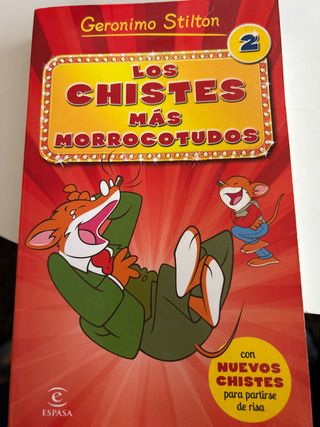 Geronimo Stilton
2
LOS
CHISTES
MÁS
MORROCOTUDOS
con
NUEVOS
CHISTES
para partirse
de risa
e
ESPASA